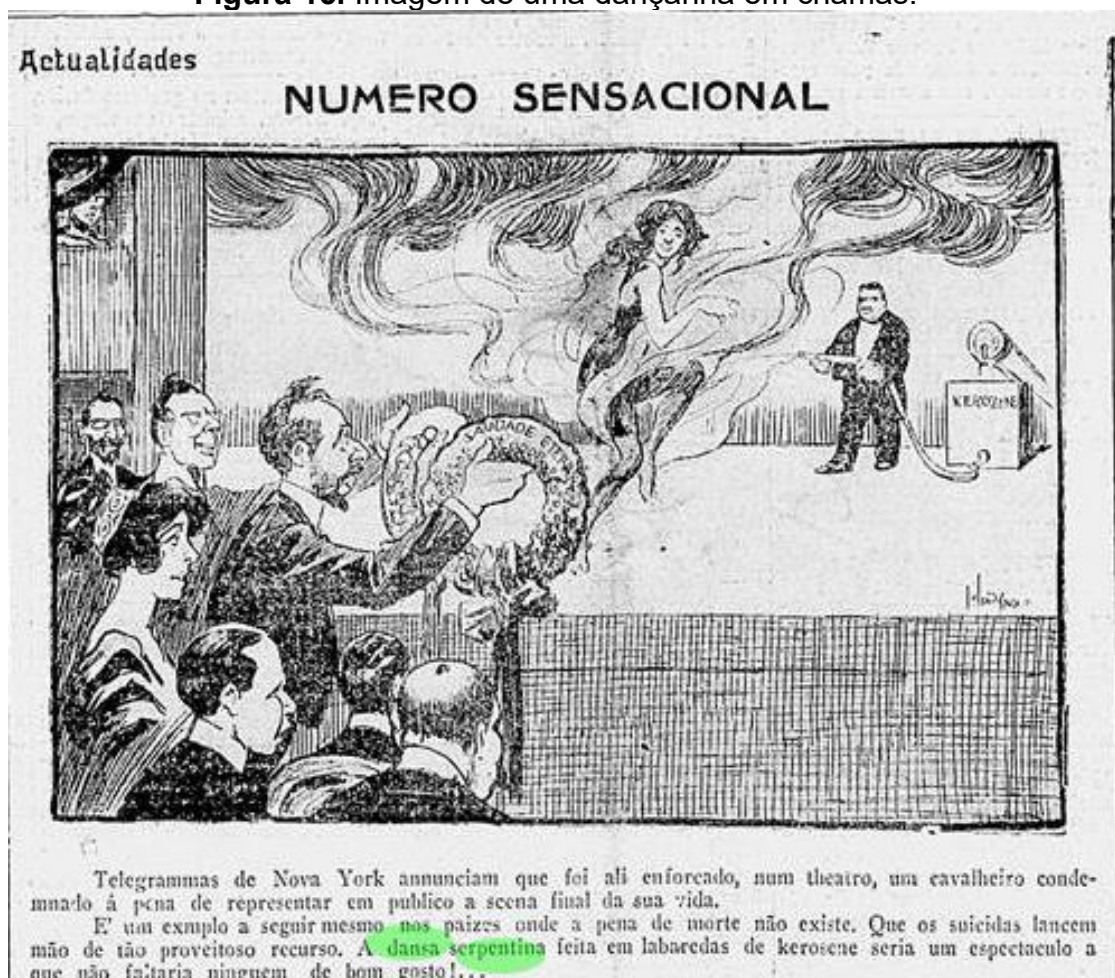 Figura 10. Imagem de uma dançarina em chamas.
Actualidades
NUMERO SENSACIONAL
KEROZENE
Telegrammas de Nova York annunciam que foi ali enforcado, num theatro, um cavalheiro conde-
mnado á pena de representar em publico a scena final da sua vida.
E' um exmplo a seguir mesmo nos paizes onde a pena de morte não existe. Que os suicidas lancem
mão de tão proveitoso recurso. A dansa serpentina feita em labaredas de kerosene seria um espectaculo a
que não faltaria ninguem de bom gosto!...